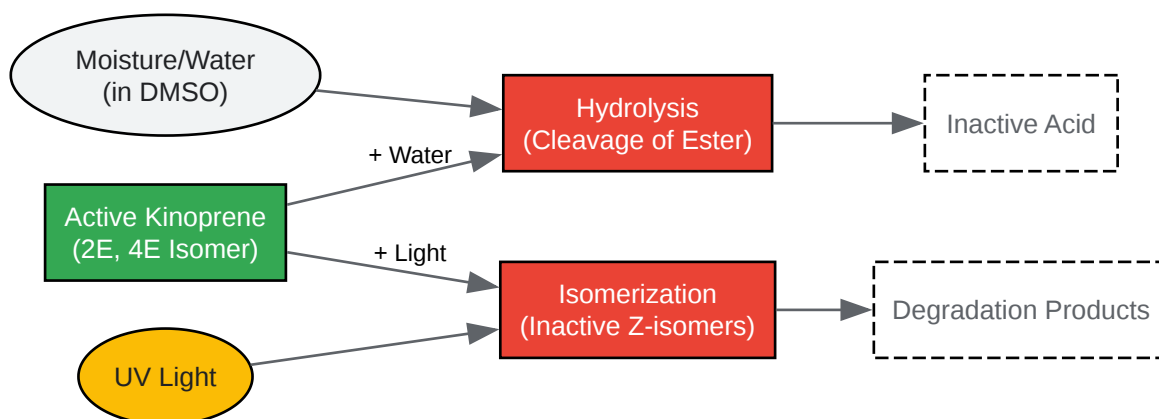 Moisture/Water
(in DMSO)
Hydrolysis
(Cleavage of Ester)
Inactive Acid
+ Water
Active Kinoprene
(2E, 4E Isomer)
+ Light
Isomerization
(Inactive Z-isomers)
Degradation Products
UV Light